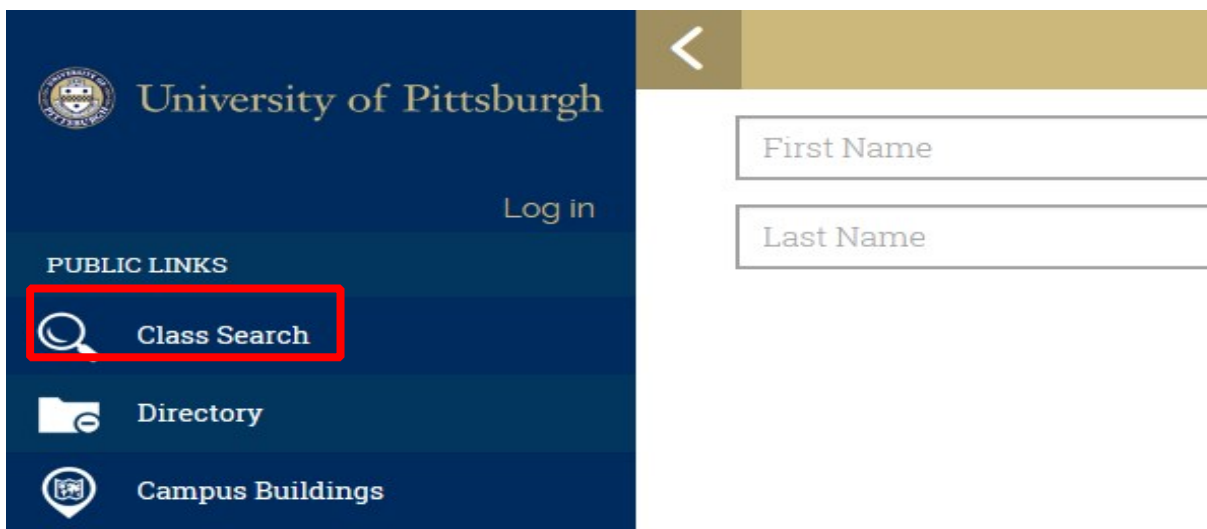 University of Pittsburgh
Log in
PUBLIC LINKS
Class Search
Directory
Campus Buildings
First Name
Last Name